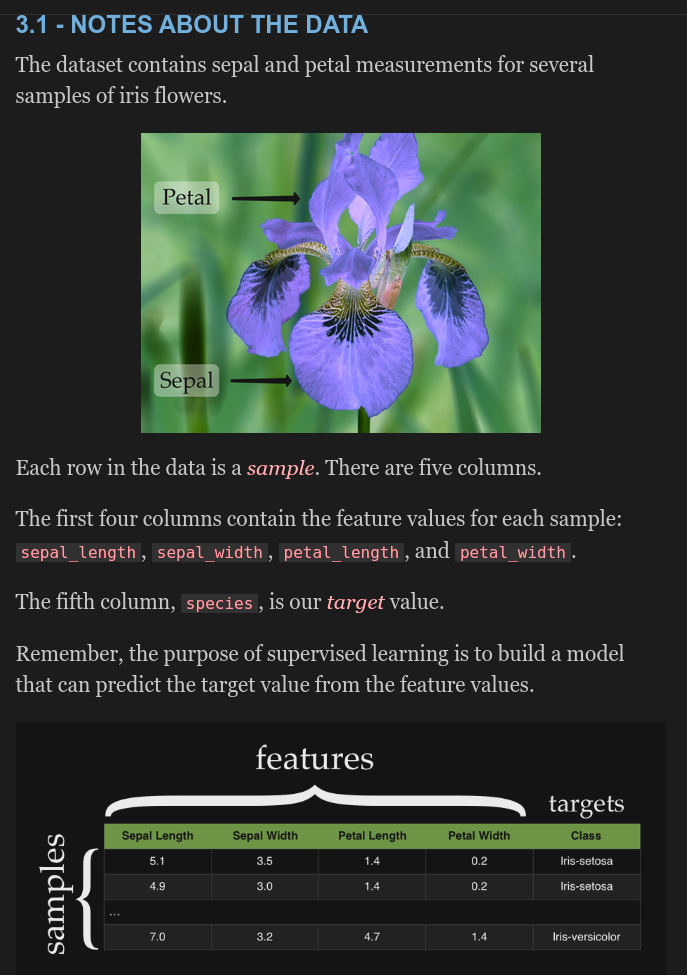 3.1 - NOTES ABOUT THE DATA
The dataset contains sepal and petal measurements for several
samples of iris flowers.
Petal
Sepal
Each row in the data is a sample. There are five columns.
The first four columns contain the feature values for each sample:
sepal_length, sepal_width, petal_length, and petal_width.
The fifth column, species, is our target value.
Remember, the purpose of supervised learning is to build a model
that can predict the target value from the feature values.
features
targets
samples
Sepal Length Sepal Width Petal Length Petal Width Class
5.1 3.5 1.4 0.2 Iris-setosa
4.9 3.0 1.4 0.2 Iris-setosa
...
7.0 3.2 4.7 1.4 Iris-versicolor